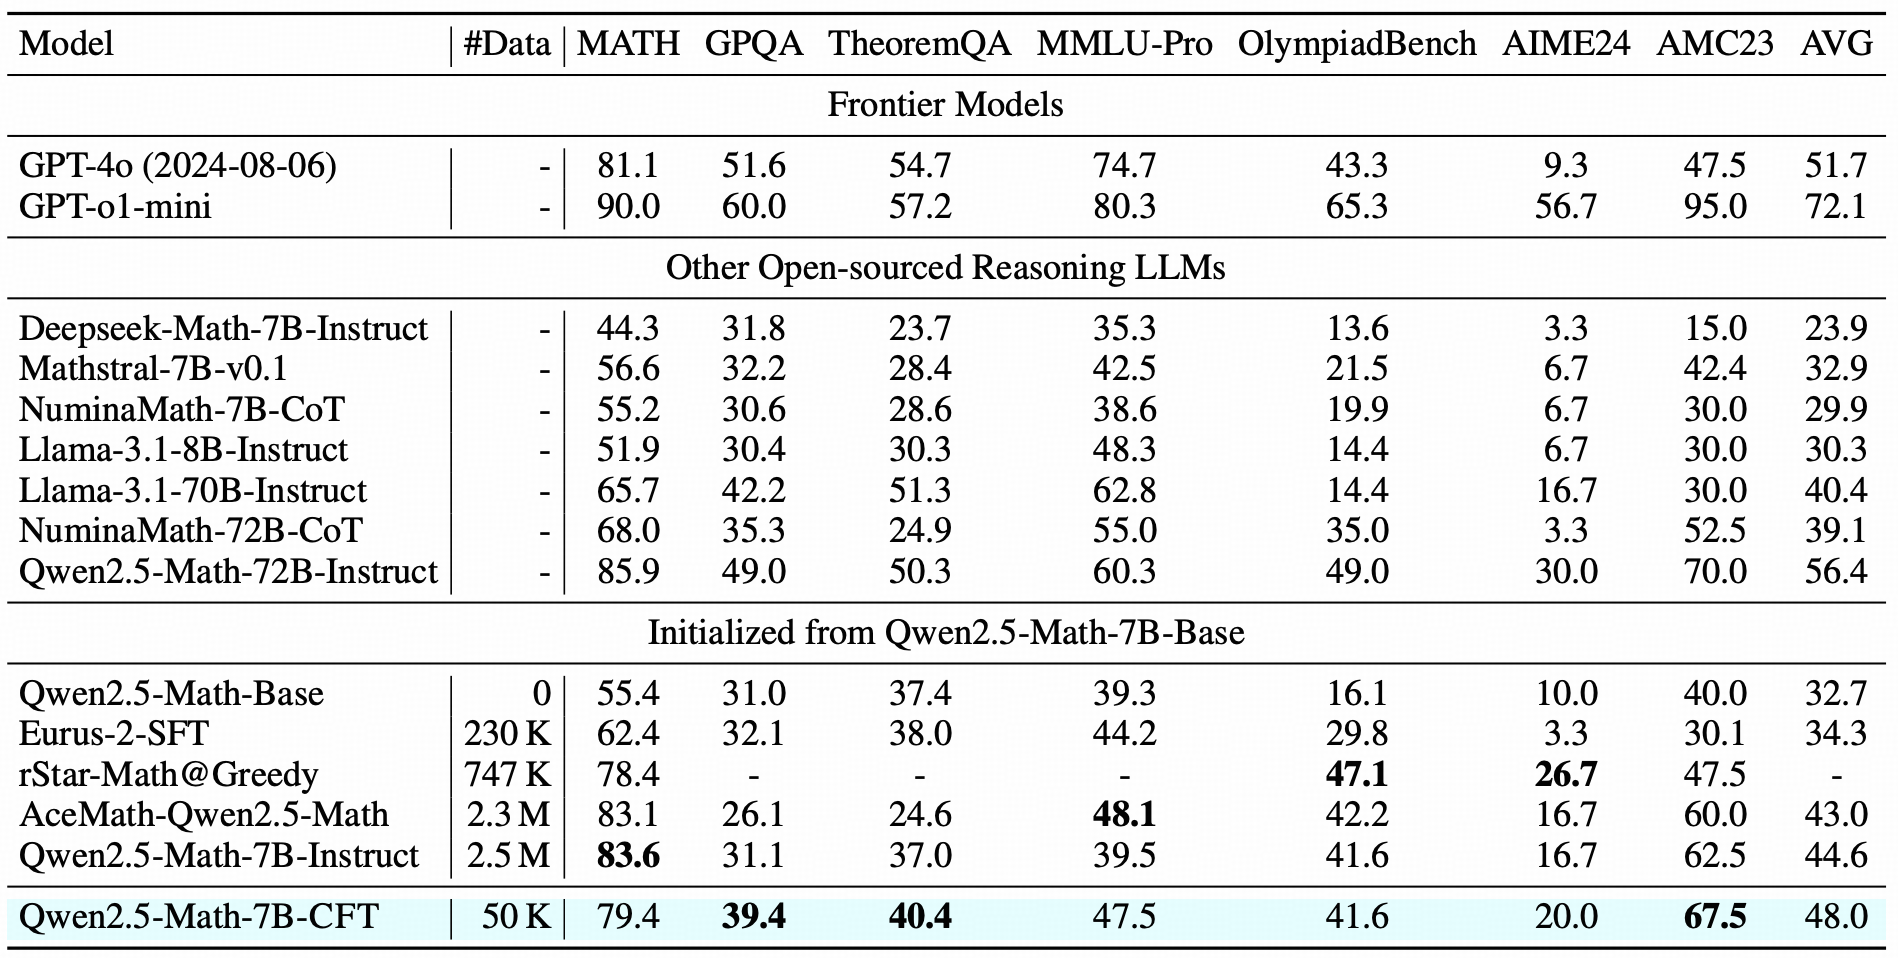 Model #Data MATH GPQA TheoremQA MMLU-Pro OlympiadBench AIME24 AMC23 AVG
Frontier Models
GPT-4o (2024-08-06) - 81.1 51.6 54.7 74.7 43.3 9.3 47.5 51.7
GPT-o1-mini - 90.0 60.0 57.2 80.3 65.3 56.7 95.0 72.1
Other Open-sourced Reasoning LLMs
Deepseek-Math-7B-Instruct - 44.3 31.8 23.7 35.3 13.6 3.3 15.0 23.9
Mathstral-7B-v0.1 - 56.6 32.2 28.4 42.5 21.5 6.7 42.4 32.9
NuminaMath-7B-CoT - 55.2 30.6 28.6 38.6 19.9 6.7 30.0 29.9
Llama-3.1-8B-Instruct - 51.9 30.4 30.3 48.3 14.4 6.7 30.0 30.3
Llama-3.1-70B-Instruct - 65.7 42.2 51.3 62.8 14.4 16.7 30.0 40.4
NuminaMath-72B-CoT - 68.0 35.3 24.9 55.0 35.0 3.3 52.5 39.1
Qwen2.5-Math-72B-Instruct - 85.9 49.0 50.3 60.3 49.0 30.0 70.0 56.4
Initialized from Qwen2.5-Math-7B-Base
Qwen2.5-Math-Base 0 55.4 31.0 37.4 39.3 16.1 10.0 40.0 32.7
Eurus-2-SFT 230 K 62.4 32.1 38.0 44.2 29.8 3.3 30.1 34.3
rStar-Math@Greedy 747 K 78.4 - - - 47.1 26.7 47.5 -
AceMath-Qwen2.5-Math 2.3 M 83.1 26.1 24.6 48.1 42.2 16.7 60.0 43.0
Qwen2.5-Math-7B-Instruct 2.5 M 83.6 31.1 37.0 39.5 41.6 16.7 62.5 44.6
Qwen2.5-Math-7B-CFT 50 K 79.4 39.4 40.4 47.5 41.6 20.0 67.5 48.0